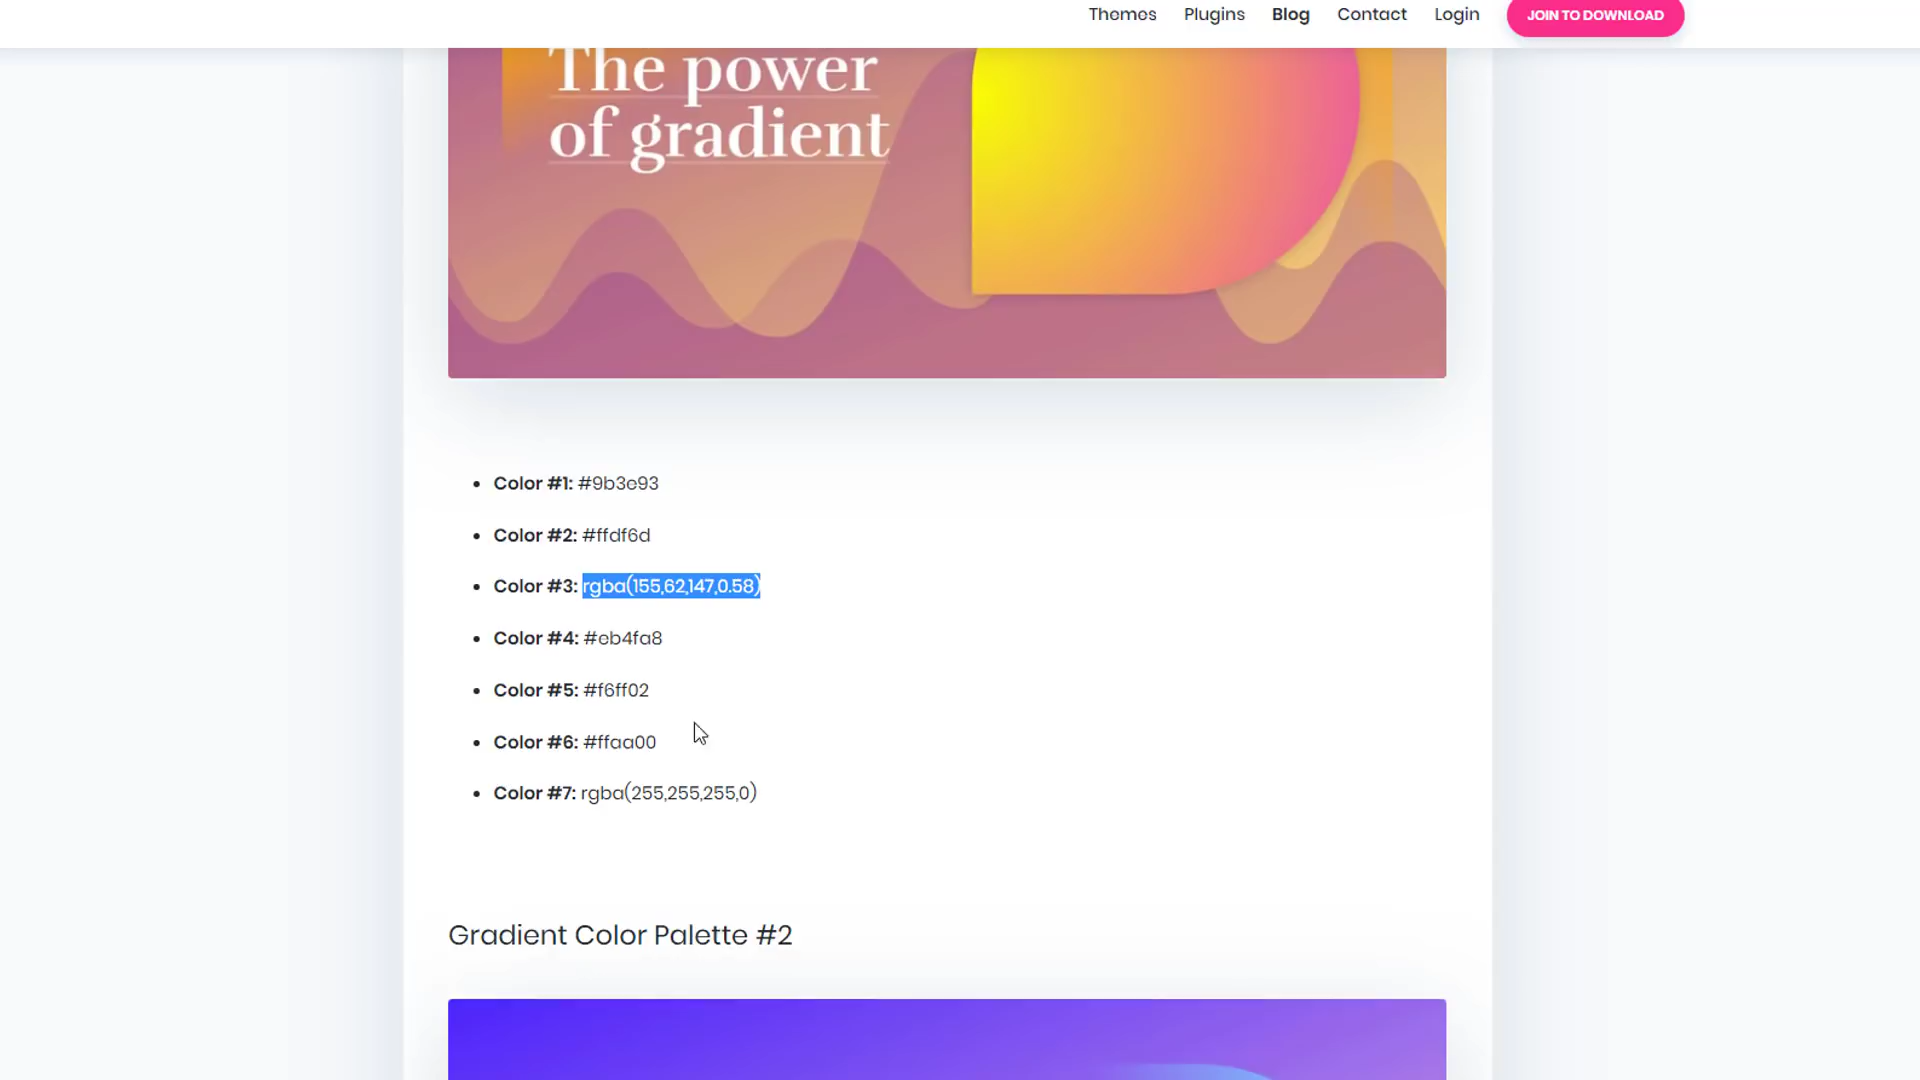 Themes Plugins Blog Contact Login JOIN TO DOWNLOAD
The power
of gradient
Color #1: #9b3e93
Color #2: #ffdf6d
Color #3: rgba(155,62,147,0.58)
Color #4: #eb4fa8
Color #5: #f6ff02
Color #6: #ffaa00
Color #7: rgba(255,255,255,0)
Gradient Color Palette #2